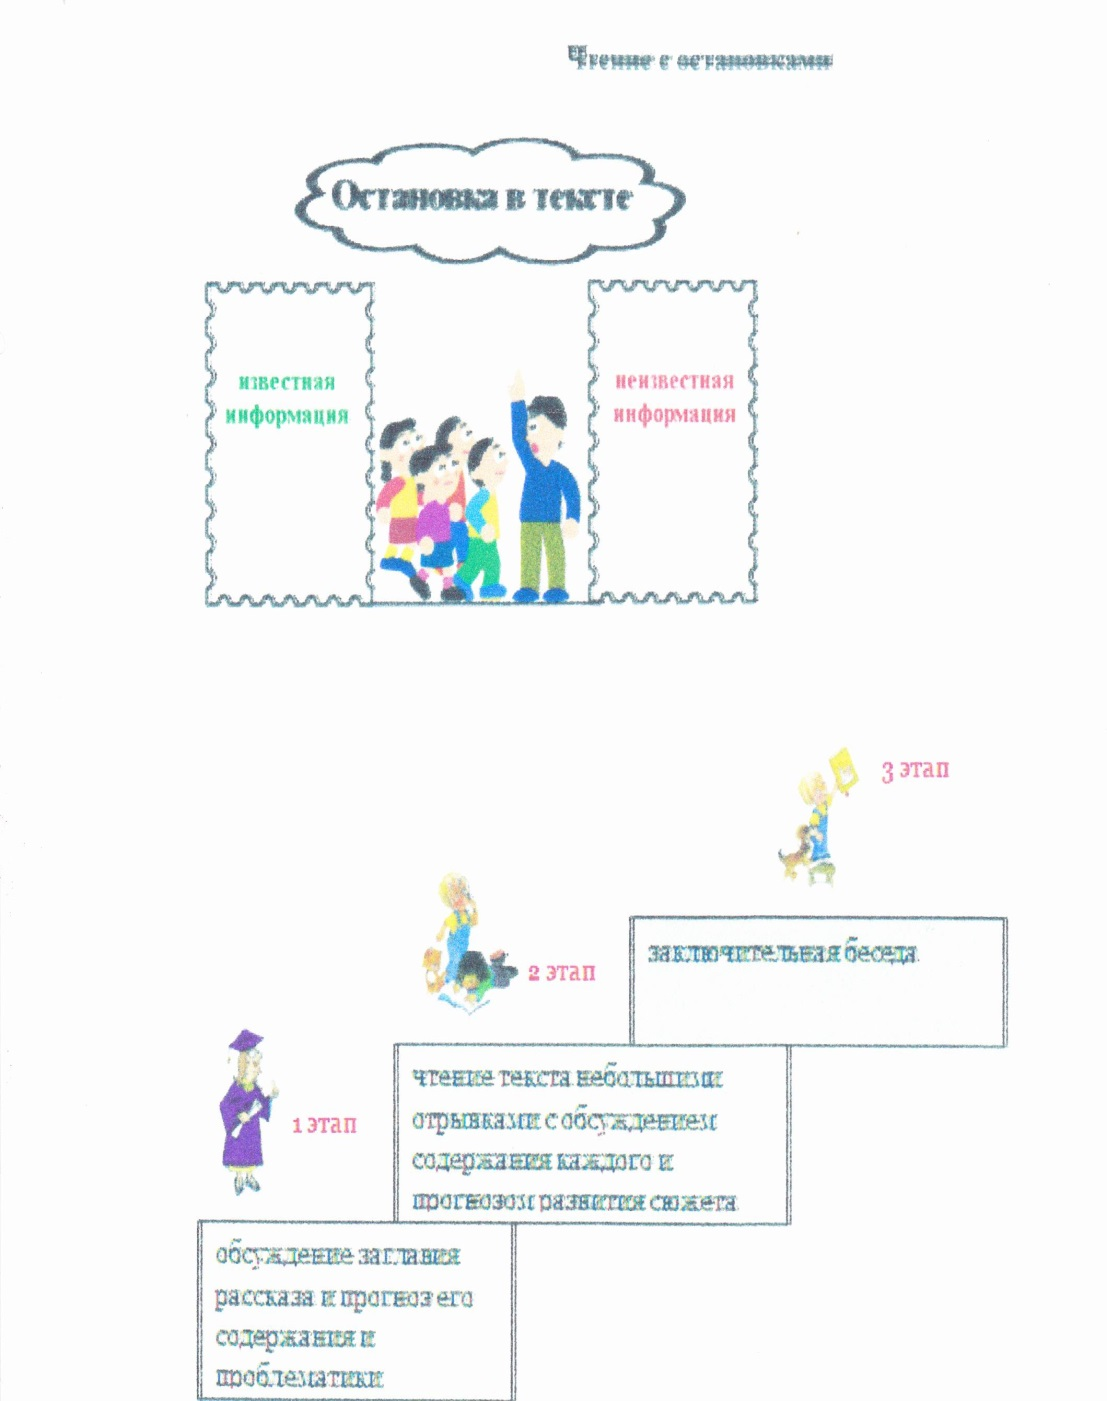 Чтение с остановками
Остановка в тексте
известная
информация
неизвестная
информация
3 этап
заключительная беседа
2 этап
чтение текста небольшими
отрывками с обсуждением
содержания каждого и
прогнозом развития сюжета
1 этап
обсуждение заглавия
рассказа и прогноз его
содержания и
проблематики